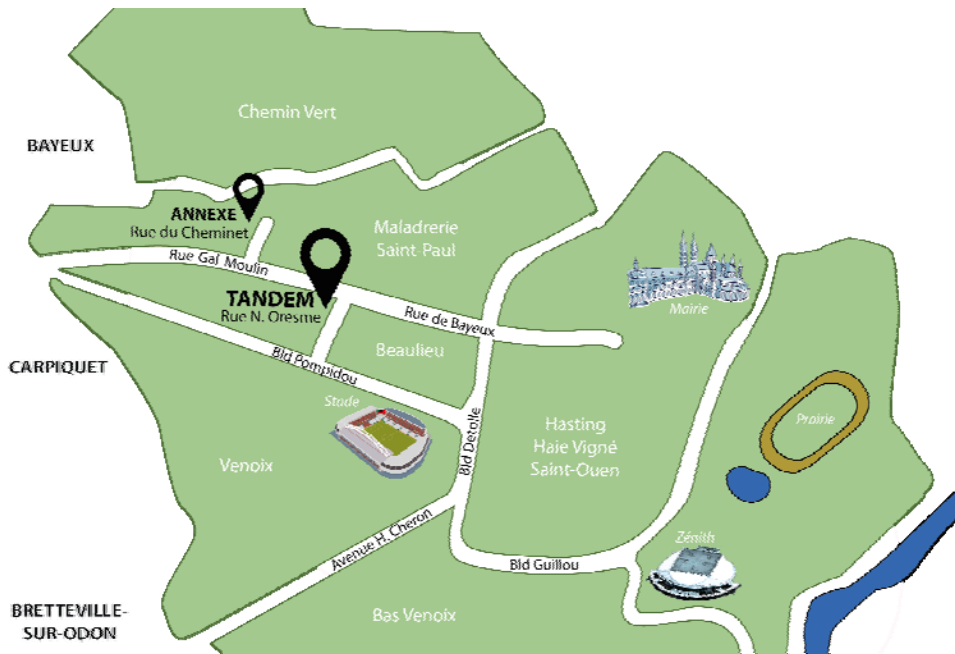 Chemin Vert
BAYEUX
ANNEXE
Rue du Cheminet
Maladrerie
Saint-Paul
Rue Gal Moulin
TANDEM
Rue N. Oresme
Rue de Bayeux
Mairie
Beaulieu
Bld Pompidou
CARPIQUET
Stade
Bld Detolle
Prairie
Hasting
Haie Vigné
Saint-Ouen
Venoix
Avenue H. Cheron
Zénith
Bld Guillou
BRETTEVILLE-
SUR-ODON
Bas Venoix